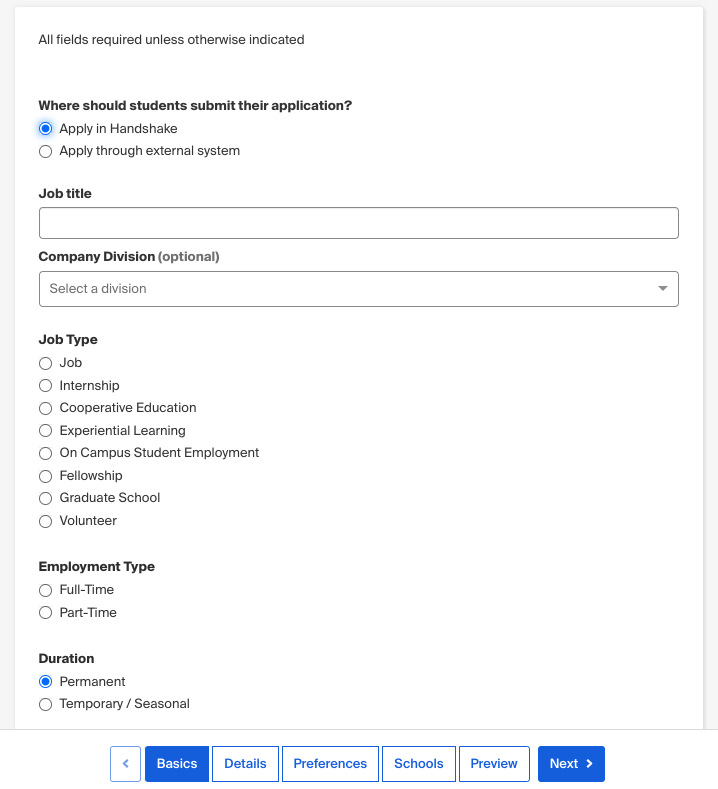 All fields required unless otherwise indicated
Where should students submit their application?
Apply in Handshake
Apply through external system
Job title
Company Division (optional)
Select a division
Job Type
Job
Internship
Cooperative Education
Experiential Learning
On Campus Student Employment
Fellowship
Graduate School
Volunteer
Employment Type
Full-Time
Part-Time
Duration
Permanent
Temporary / Seasonal
Basics Details Preferences Schools Preview Next